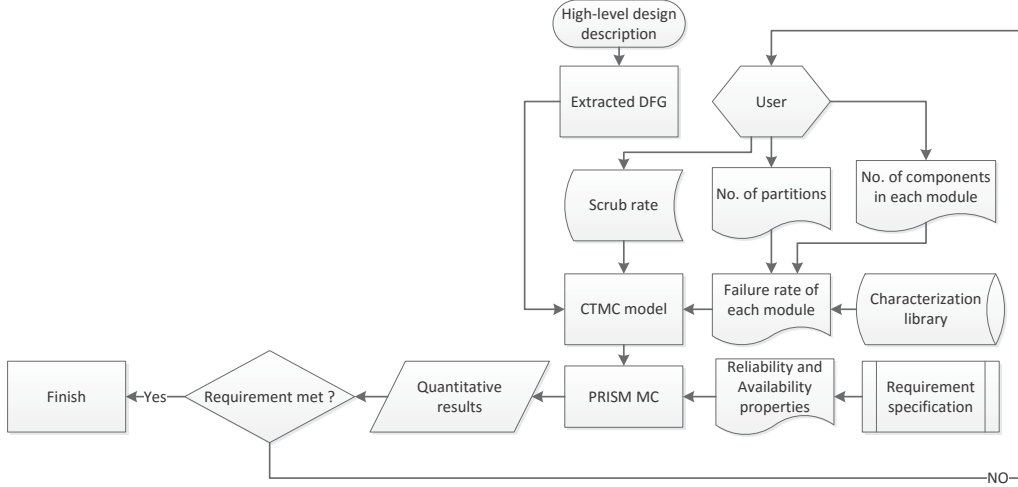 High-level design
description
Extracted DFG
User
Scrub rate
No. of partitions
No. of components
in each module
CTMC model
Failure rate of
each module
Characterization
library
Finish
Yes
Requirement met ?
Quantitative
results
PRISM MC
Reliability and
Availability
properties
Requirement
specification
NO